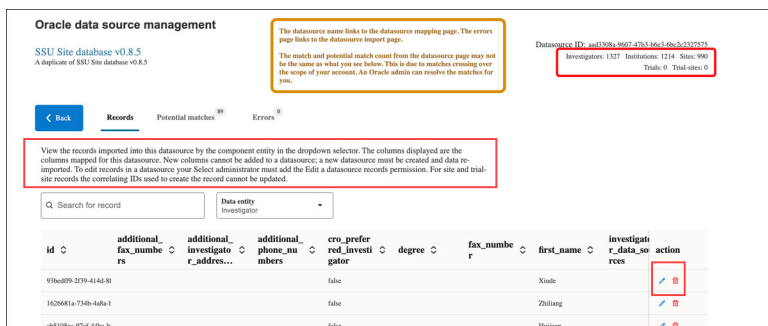 Oracle data source management
SSU Site database v0.8.5
A duplicate of SSU Site database v0.8.5
The datasource name links to the datasource mapping page. The errors
page links to the datasource import page.
The match and potential match count from the datasource page may not
be the same as what you see below. This is due to matches crossing over
the scope of your account. An Oracle admin can resolve the matches for
you.
Datasource ID: aad3308a-9607-47b3-b6e3-6bc2c2327575
Investigators: 1327 Institutions: 1214 Sites: 990
Trials: 0 Trial-sites: 0
Back Records Potential matches 89 Errors 0
View the records imported into this datasource by the component entity in the dropdown selector. The columns displayed are the
columns mapped for this datasource. New columns cannot be added to a datasource; a new datasource must be created and data re-
imported. To edit records in a datasource your Select administrator must add the Edit a datasource records permission. For site and trial-
site records the correlating IDs used to create the record cannot be updated.
Search for record
Data entity
Investigator
id additional_ additional_ additional_ cro_prefer degree fax_numbe first_name investigato action
fax_numbe investigato phone_nu red_investi r r_data_sou
rs r_addres... mbers gator rces
93bedff9-2f39-414d-8f false Xiude
1626681a-734b-4a8a-b false Zhiliang
false